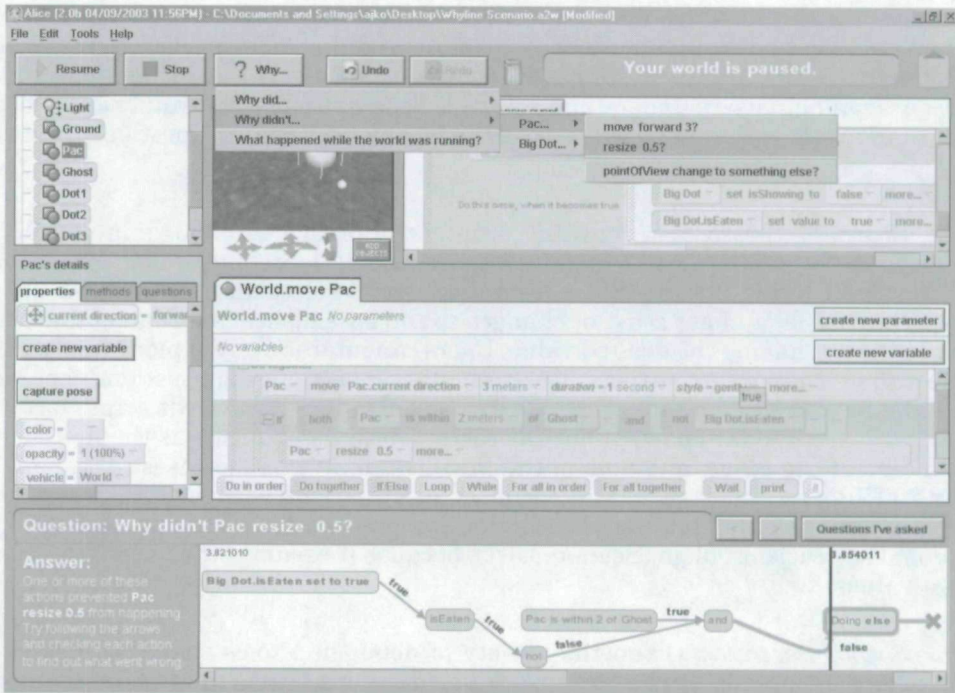 Alice (2.0b 04/09/2003 11:56PM) - C:\Documents and Settings\ajko\Desktop\Whyline Scenario.a2w [Modified]
File Edit Tools Help
Resume Stop Why... Undo Your world is paused.
Why did...
Why didn't...
What happened while the world was running?
Pac...
Big Dot...
move forward 3?
resize 0.5?
pointOfView change to something else?
Light
Ground
Pac
Ghost
Dot1
Dot2
Dot3
Do this once, when it becomes true
Big Dot set isShowing to false more...
Big Dot.isEaten set value to true more...
ADD OBJECTS
Pac's details
properties methods questions
current direction = forwar
create new variable
capture pose
color =
opacity = 1 (100%)
vehicle = World
World.move Pac
World.move Pac No parameters
create new parameter
No variables
create new variable
Pac move Pac.current direction 3 meters duration = 1 second style = gently more...
true
If both Pac is within 2 meters of Ghost and not Big Dot.isEaten
Pac resize 0.5 more...
Do in order Do together If/Else Loop While For all in order For all together Wait print //
Question: Why didn't Pac resize 0.5?
Questions I've asked
Answer:
One or more of these
actions prevented Pac
resize 0.5 from happening.
Try following the arrows
and checking each action
to find out what went wrong
3.821010
3.854011
Big Dot.isEaten set to true
true
isEaten
true
not
false
Pac is within 2 of Ghost
true
and
false
Doing else